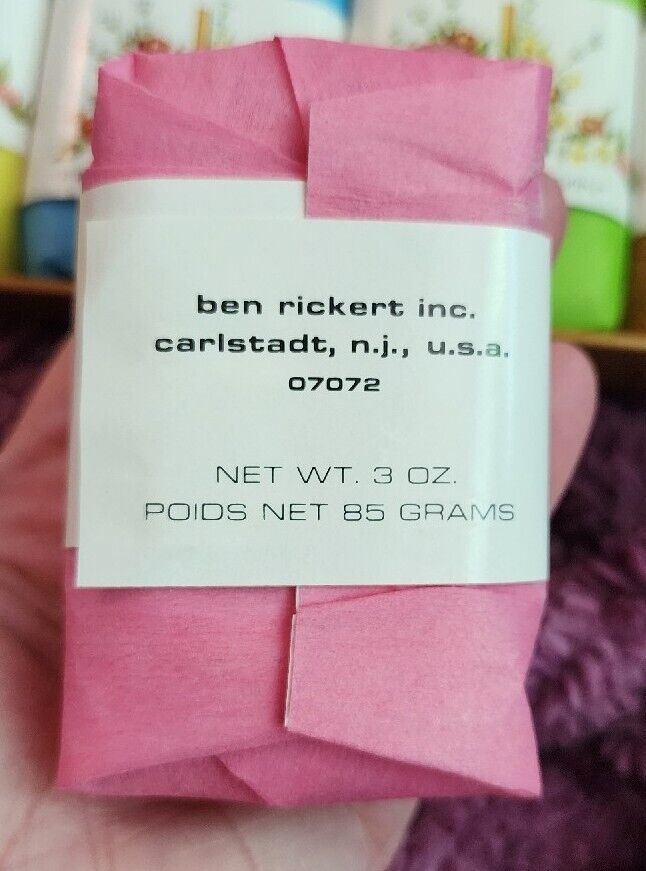 ben rickert inc.
carlstadt, n.j., u.s.a.
07072
NET WT. 3 OZ.
POIDS NET 85 GRAMS